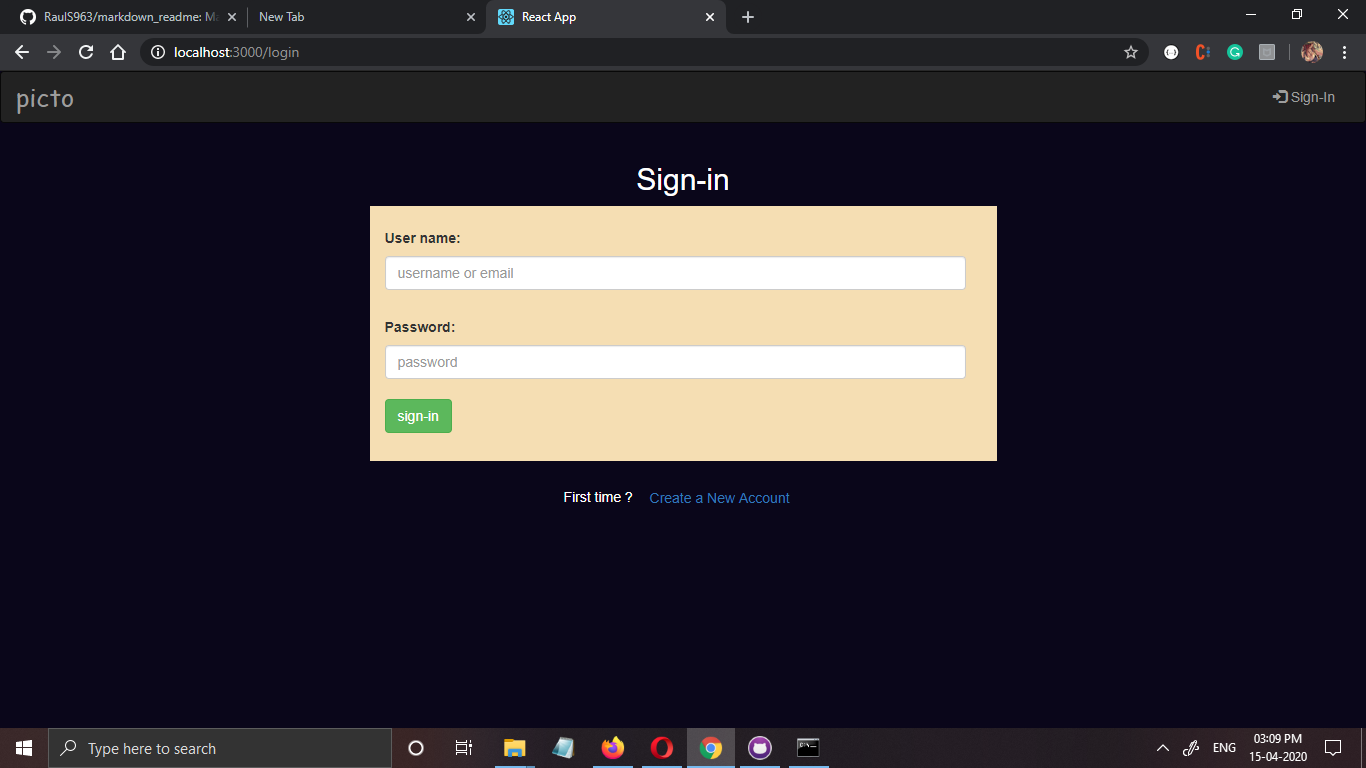 RaulS963/markdown_readme: Ma
New Tab
React App
localhost:3000/login
picto
Sign-In
Sign-in
User name:
username or email
Password:
password
sign-in
First time ?
Create a New Account
Type here to search
ENG
03:09 PM
15-04-2020